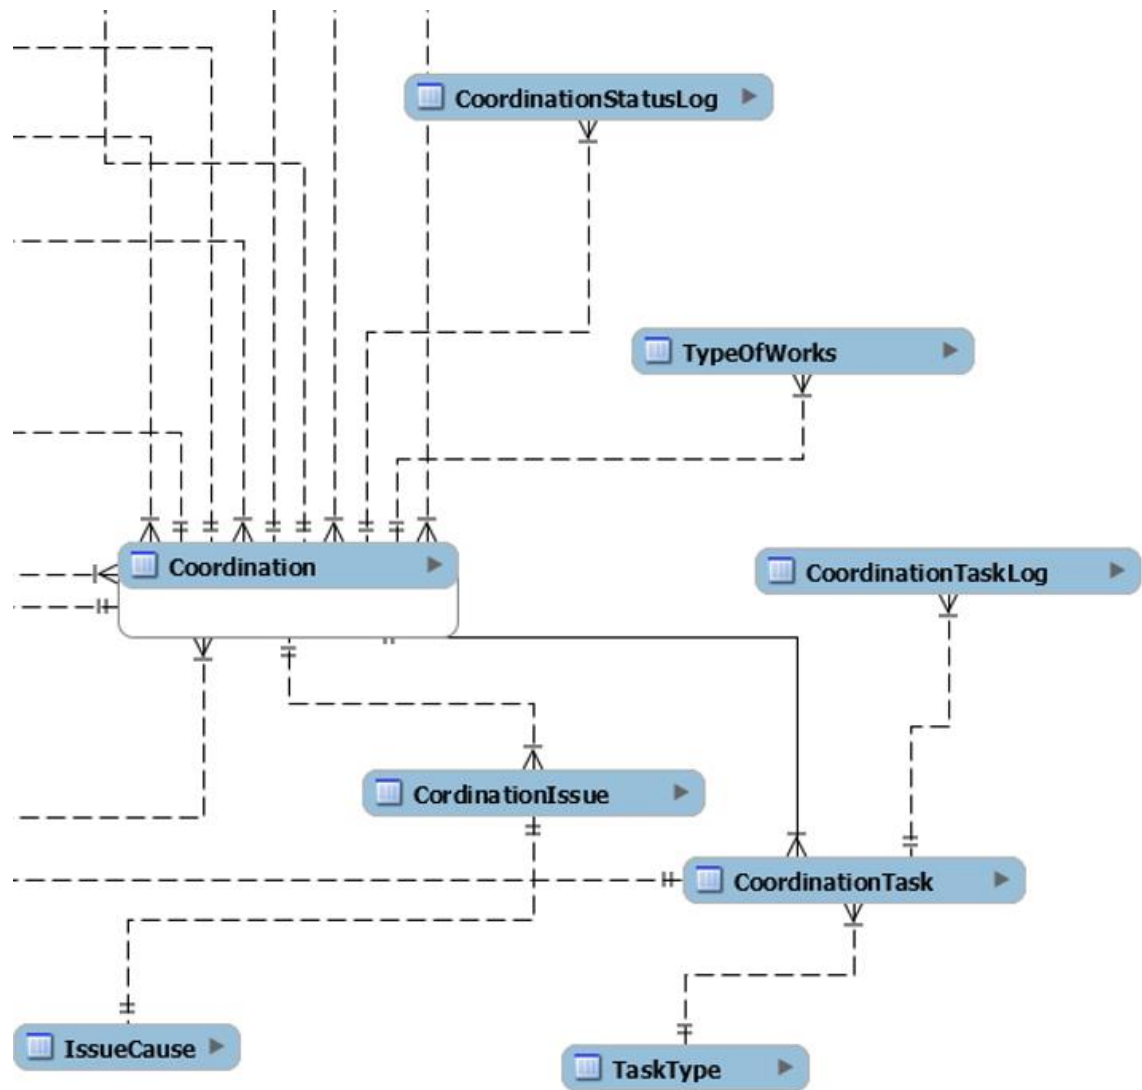 CoordinationStatusLog
TypeOfWorks
Coordination
CoordinationTaskLog
CordinationIssue
CoordinationTask
IssueCause
TaskType